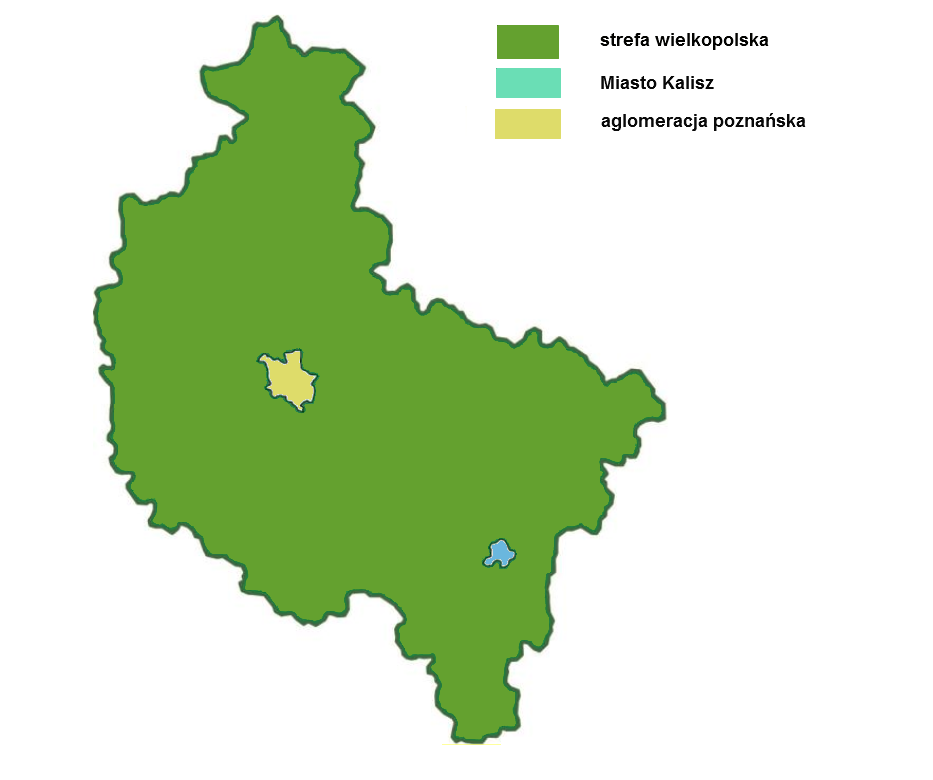 strefa wielkopolska
Miasto Kalisz
aglomeracja poznańska